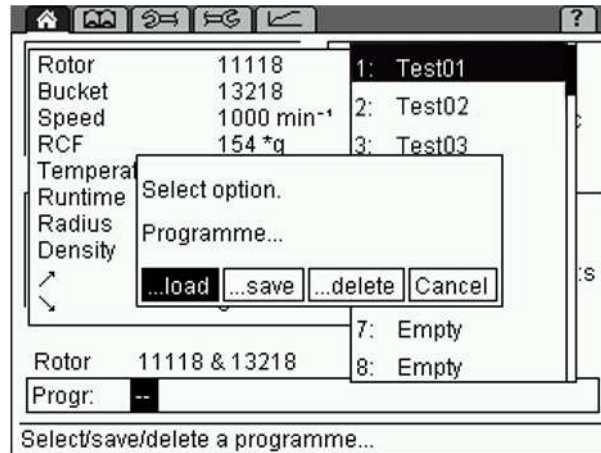 ?
Rotor 11118
Bucket 13218
Speed 1000 min⁻¹
RCF 154 *g
Temperat
Runtime
Radius
Density
1: Test01
2: Test02
3: Test03
Select option.
Programme...
...load ...save ...delete Cancel
7: Empty
8: Empty
Rotor 11118 & 13218
Progr: --
Select/save/delete a programme...